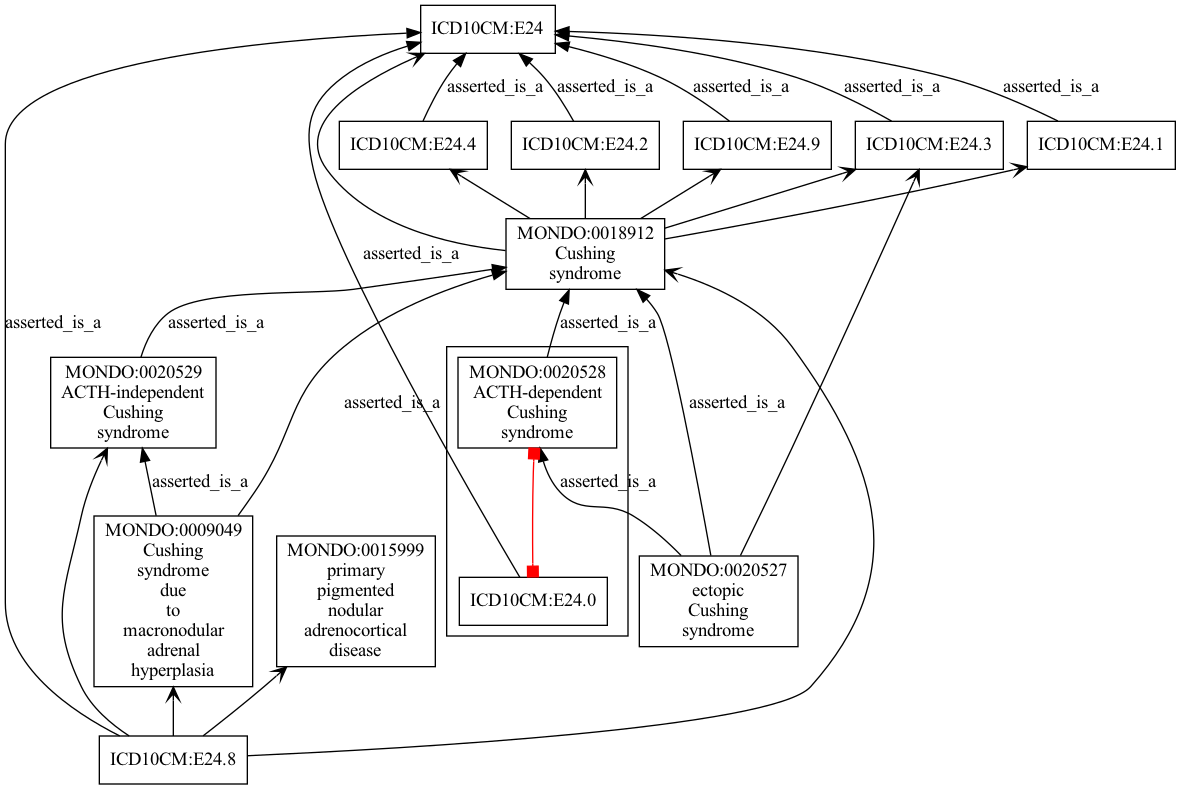 ICD10CM:E24
asserted_is_a
asserted_is_a
asserted_is_a
asserted_is_a
asserted_is_a
ICD10CM:E24.4
ICD10CM:E24.2
ICD10CM:E24.9
ICD10CM:E24.3
ICD10CM:E24.1
MONDO:0018912
Cushing
syndrome
asserted_is_a
asserted_is_a
asserted_is_a
asserted_is_a
MONDO:0020529
ACTH-independent
Cushing
syndrome
MONDO:0020528
ACTH-dependent
Cushing
syndrome
asserted_is_a
asserted_is_a
asserted_is_a
asserted_is_a
MONDO:0009049
Cushing
syndrome
due
to
macronodular
adrenal
hyperplasia
MONDO:0015999
primary
pigmented
nodular
adrenocortical
disease
ICD10CM:E24.0
MONDO:0020527
ectopic
Cushing
syndrome
ICD10CM:E24.8